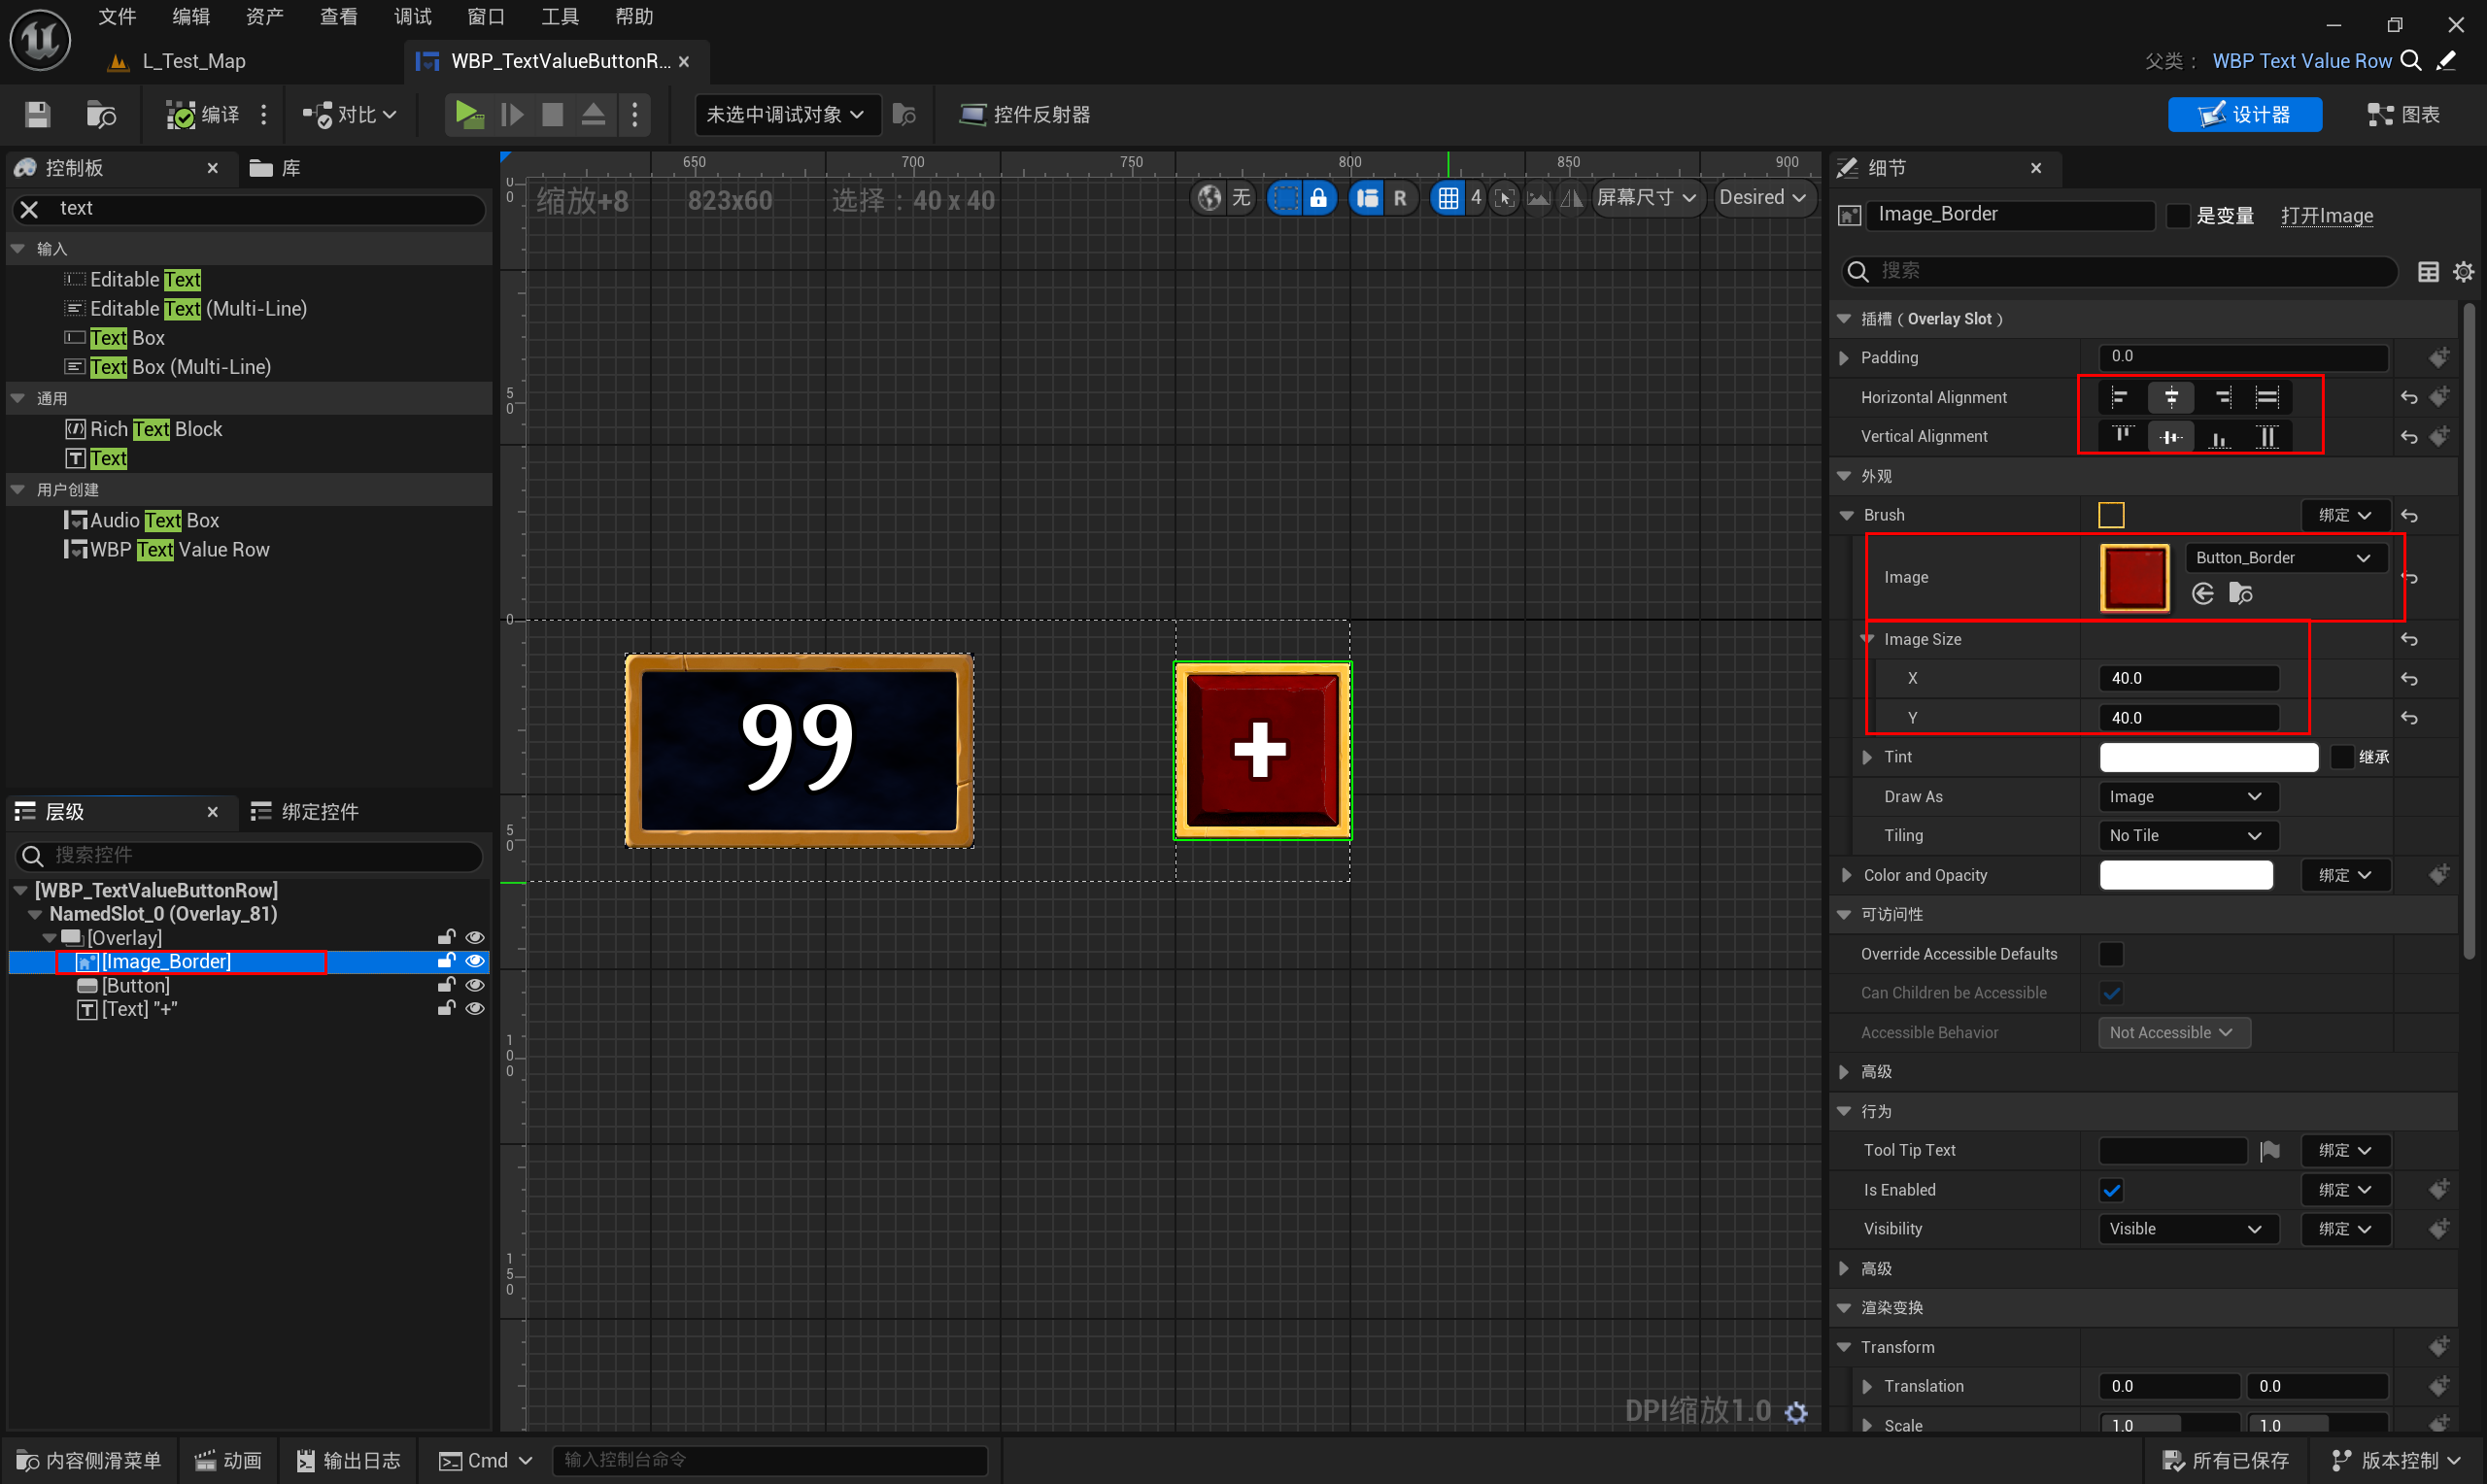 文件 编辑 资产 查看 调试 窗口 工具 帮助
L_Test_Map
WBP_TextValueButtonR...
父类： WBP Text Value Row
编译
对比
未选中调试对象
控件反射器
设计器
图表
控制板
库
text
输入
Editable Text
Editable Text (Multi-Line)
Text Box
Text Box (Multi-Line)
通用
Rich Text Block
Text
用户创建
Audio Text Box
WBP Text Value Row
层级
绑定控件
搜索控件
[WBP_TextValueButtonRow]
NamedSlot_0 (Overlay_81)
[Overlay]
[Image_Border]
[Button]
[Text] "+"
650 700 750 800 850 900
缩放+8 823x60 选择：40 x 40
无
R
4
屏幕尺寸
Desired
0
0
5
0
0
5
0
1
0
0
1
5
0
99
+
DPI缩放1.0
细节
Image_Border
是变量
打开Image
搜索
插槽（Overlay Slot）
Padding 0.0
Horizontal Alignment
Vertical Alignment
外观
Brush 绑定
Image Button_Border
Image Size
X 40.0
Y 40.0
Tint 继承
Draw As Image
Tiling No Tile
Color and Opacity 绑定
可访问性
Override Accessible Defaults
Can Children be Accessible
Accessible Behavior Not Accessible
高级
行为
Tool Tip Text 绑定
Is Enabled 绑定
Visibility Visible 绑定
高级
渲染变换
Transform
Translation 0.0 0.0
Scale 1.0 1.0
内容侧滑菜单
动画
输出日志
Cmd
输入控制台命令
所有已保存
版本控制